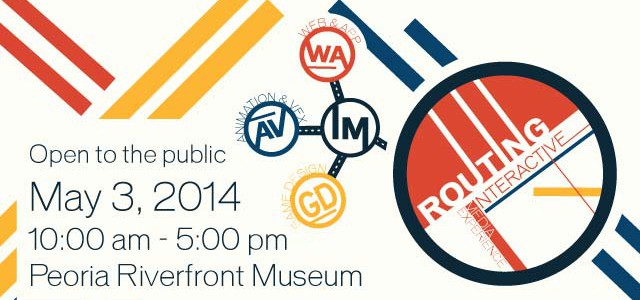 WEB & APP
WA
ANIMATION & VFX
AV
IM
GAME DESIGN
GD
ROUTING
INTERACTIVE
MEDIA
EXPERIENCE
Open to the public
May 3, 2014
10:00 am - 5:00 pm
Peoria Riverfront Museum